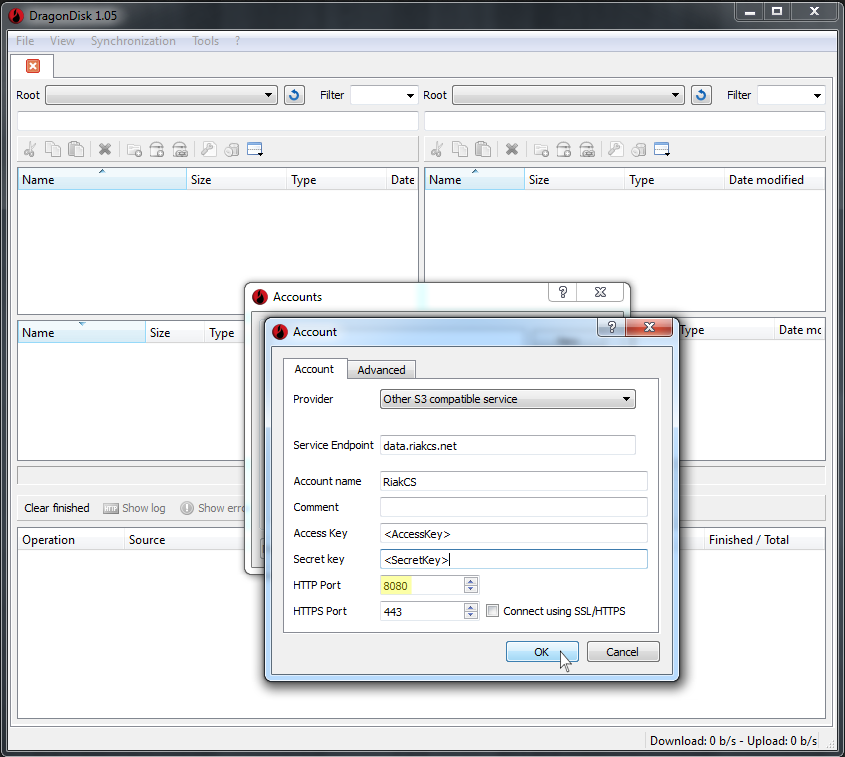 DragonDisk 1.05
File View Synchronization Tools ?
Root Filter Root Filter
Name Size Type Date Name Size Type Date modified
Accounts ?
Name Size Type Type Date mo
Account ?
Account Advanced
Provider Other S3 compatible service
Service Endpoint data.riakcs.net
Account name RiakCS
Comment
Access Key <AccessKey>
Secret key <SecretKey>
HTTP Port 8080
HTTPS Port 443 Connect using SSL/HTTPS
Clear finished Show log Show erro
Operation Source Finished / Total
OK Cancel
Download: 0 b/s - Upload: 0 b/s